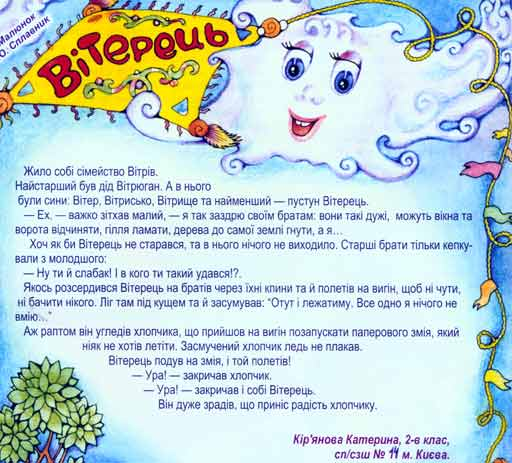 Малюнок
О. Сплавник
Вітерець
Жило собі сімейство Вітрів.
Найстарший був дід Вітрюган. А в нього
були сини: Вітер, Вітрисько, Вітрище та найменший — пустун Вітерець.
— Ех, — важко зітхав малий, — я так заздрю своїм братам: вони такі дужі, можуть вікна та
ворота відчиняти, гілля ламати, дерева до самої землі гнути, а я...
Хоч як би Вітерець не старався, та в нього нічого не виходило. Старші брати тільки кепку-
вали з молодшого:
— Ну ти й слабак! І в кого ти такий удався!?.
Якось розсердився Вітерець на братів через їхні кпини та й полетів на вигін, щоб ні чути,
ні бачити нікого. Ліг там під кущем та й засумував: "Отут і лежатиму. Все одно я нічого не
вмію..."
Аж раптом він угледів хлопчика, що прийшов на вигін позапускати паперового змія, який
ніяк не хотів летіти. Засмучений хлопчик ледь не плакав.
Вітерець подув на змія, і той полетів!
— Ура! — закричав хлопчик.
— Ура! — закричав і собі Вітерець.
Він дуже зрадів, що приніс радість хлопчику.
Кір'янова Катерина, 2-в клас,
сп/сзш № м. Києва.